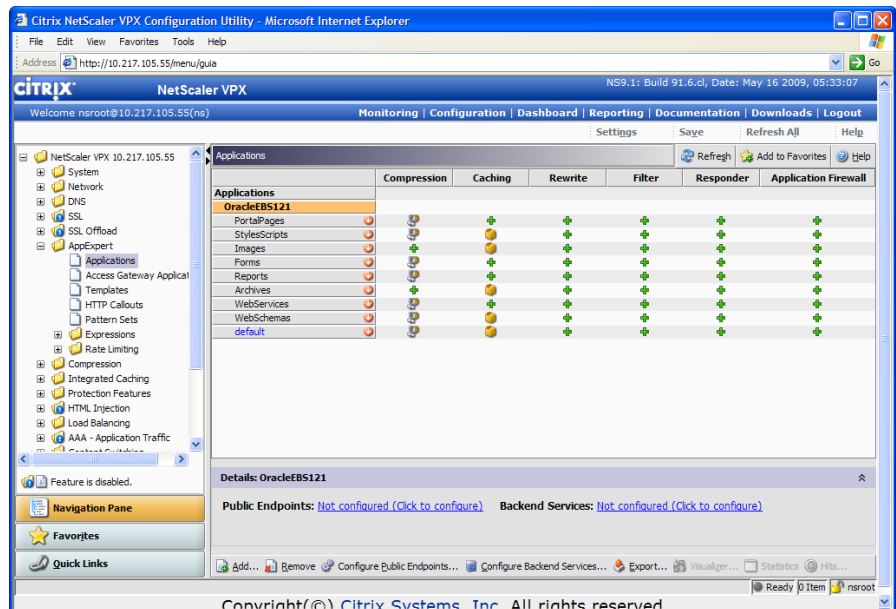 Citrix NetScaler VPX Configuration Utility - Microsoft Internet Explorer
File Edit View Favorites Tools Help
Address http://10.217.105.55/menu/guia Go
CİTRIX NetScaler VPX NS9.1: Build 91.6.cl, Date: May 16 2009, 05:33:07
Welcome nsroot@10.217.105.55(ns) Monitoring | Configuration | Dashboard | Reporting | Documentation | Downloads | Logout
Settings Save Refresh All Help
NetScaler VPX 10.217.105.55
System
Network
DNS
SSL
SSL Offload
AppExpert
Applications
Access Gateway Applicat
Templates
HTTP Callouts
Pattern Sets
Expressions
Rate Limiting
Compression
Integrated Caching
Protection Features
HTML Injection
Load Balancing
AAA - Application Traffic
Content Switching
Feature is disabled.
Navigation Pane
Favorites
Quick Links
Applications Refresh Add to Favorites Help
Compression Caching Rewrite Filter Responder Application Firewall
Applications
OracleEBS121
PortalPages
StylesScripts
Images
Forms
Reports
Archives
WebServices
WebSchemas
default
Details: OracleEBS121
Public Endpoints: Not configured (Click to configure) Backend Services: Not configured (Click to configure)
Add... Remove Configure Public Endpoints... Configure Backend Services... Export... Visualizer... Statistics Hits...
Ready 0 Item nsroot
Copyright(©) Citrix Systems, Inc. All rights reserved